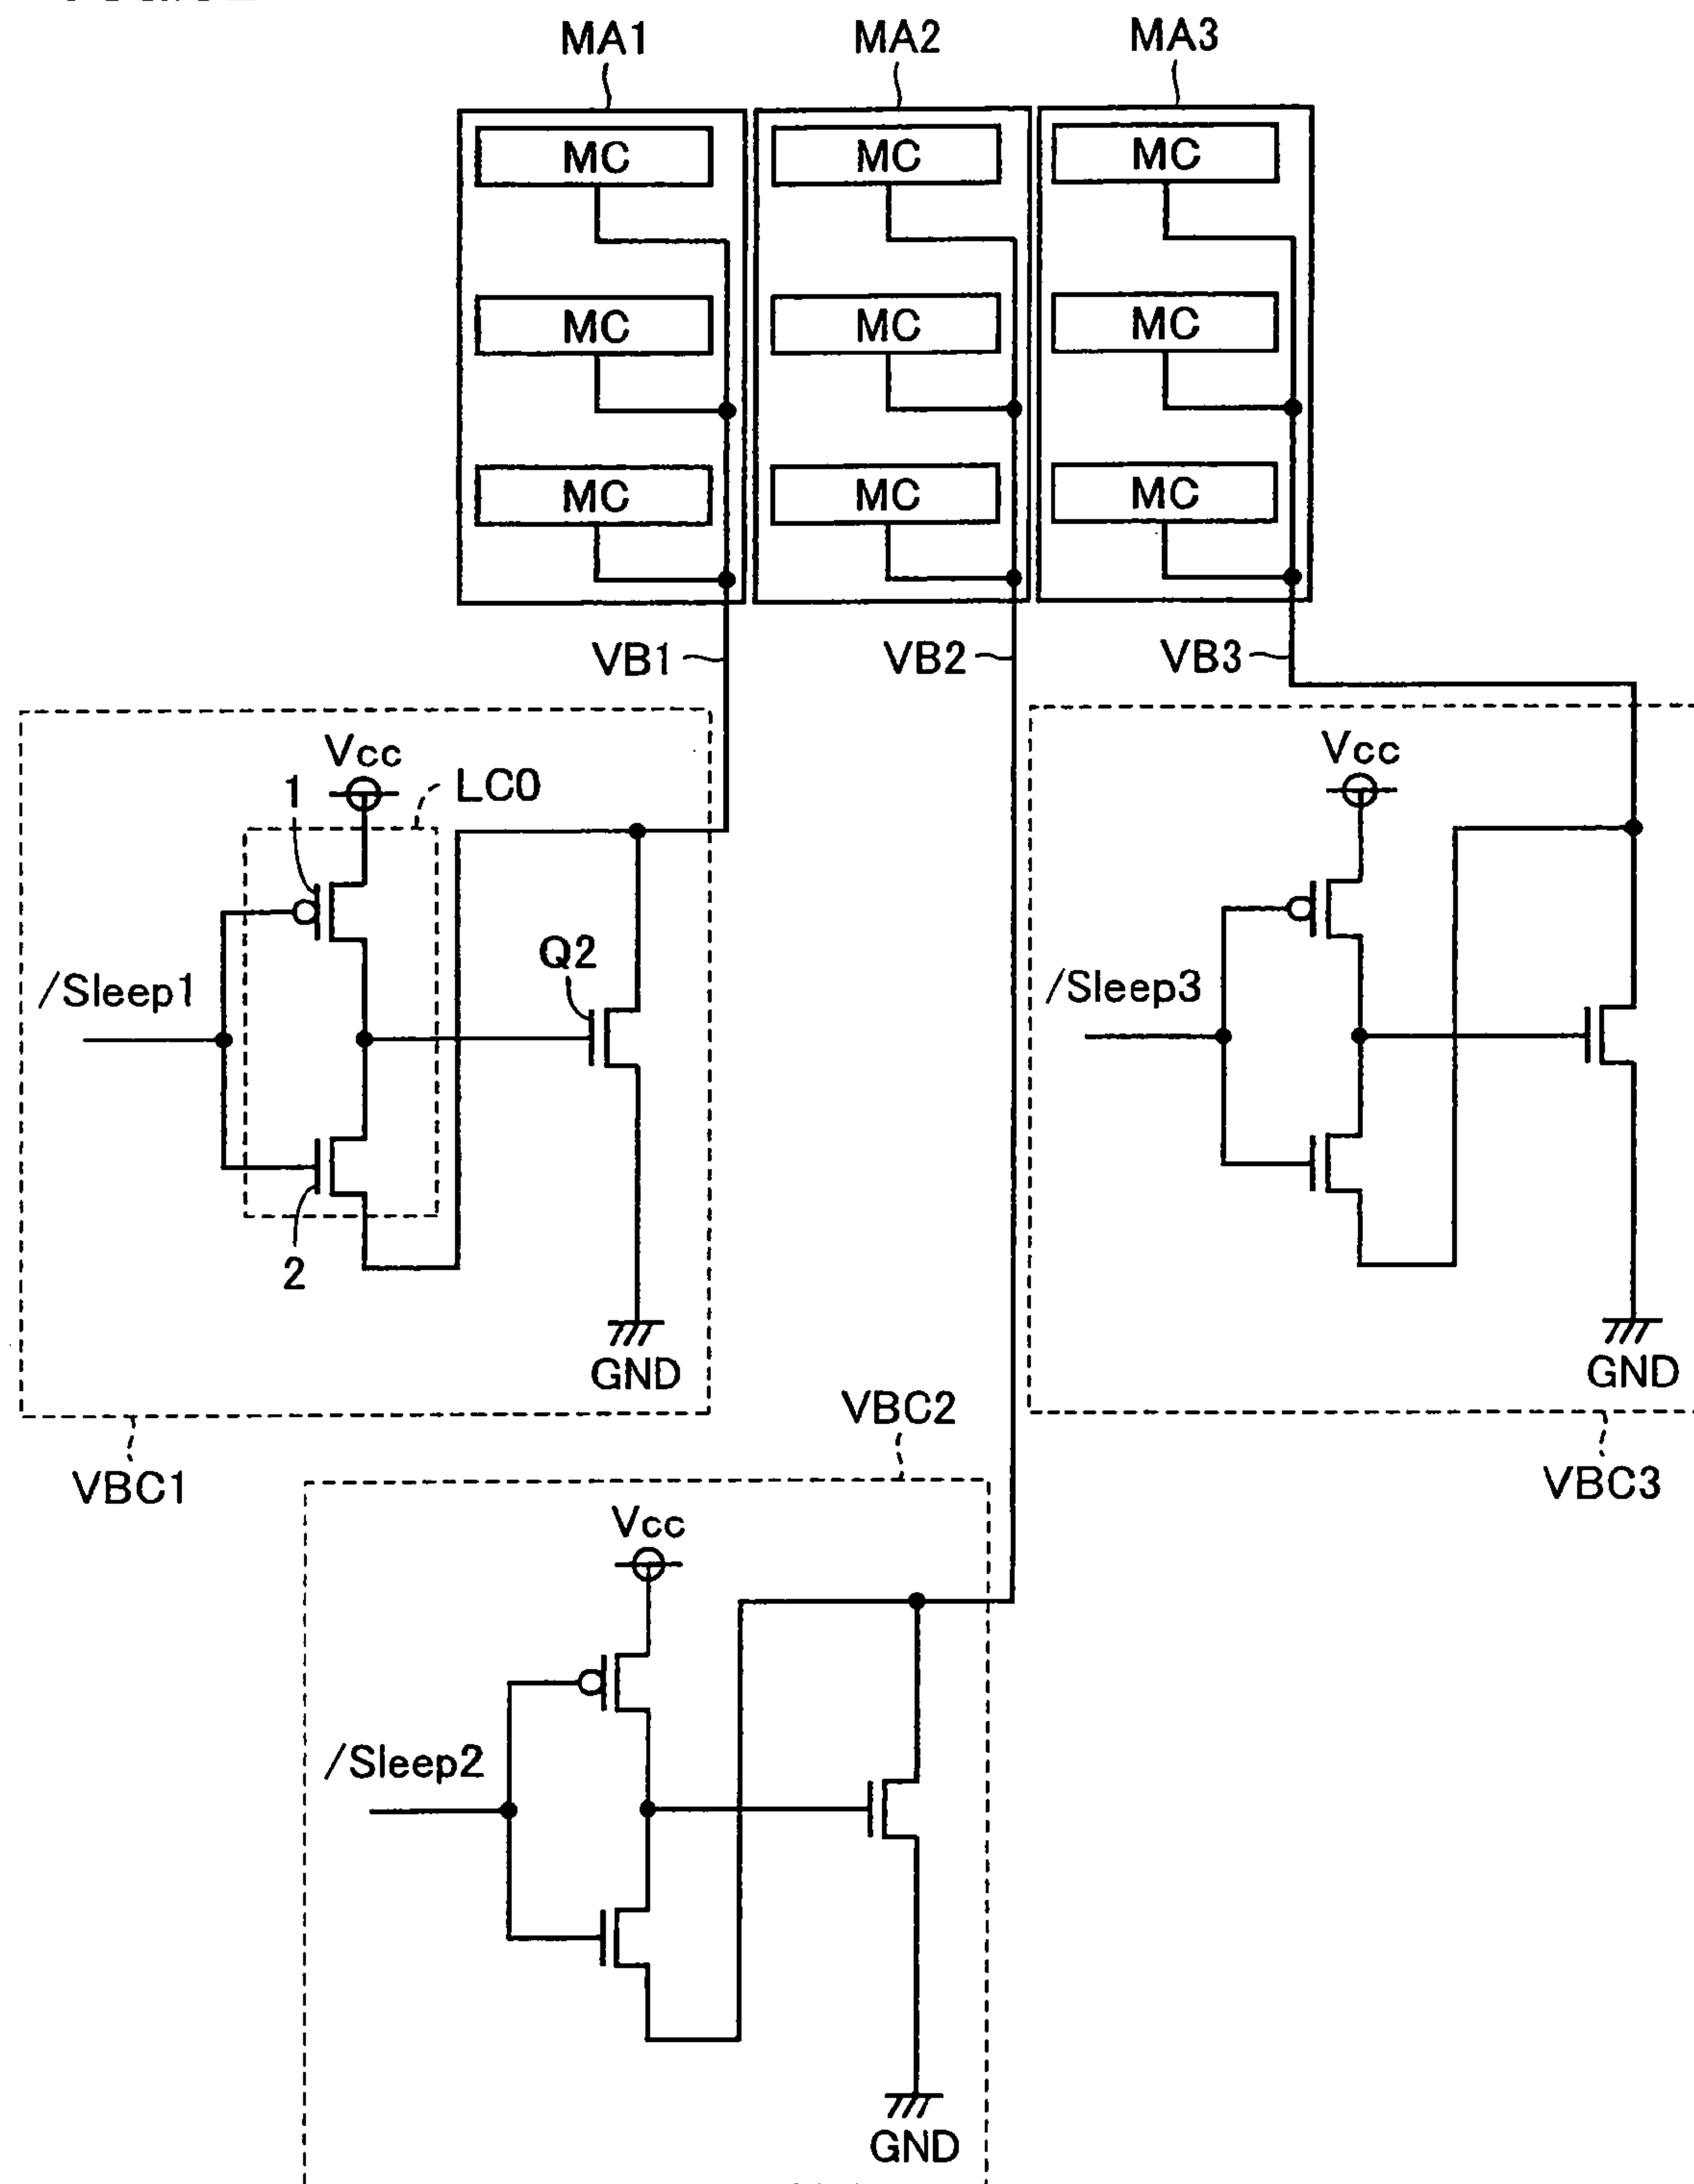 MA1 MA2 MA3
MC MC MC
MC MC MC
MC MC MC
VB1 VB2 VB3
Vcc
1
LC0
Q2
/Sleep1
2
GND
VBC1
Vcc
/Sleep3
GND
VBC3
VBC2
Vcc
/Sleep2
GND